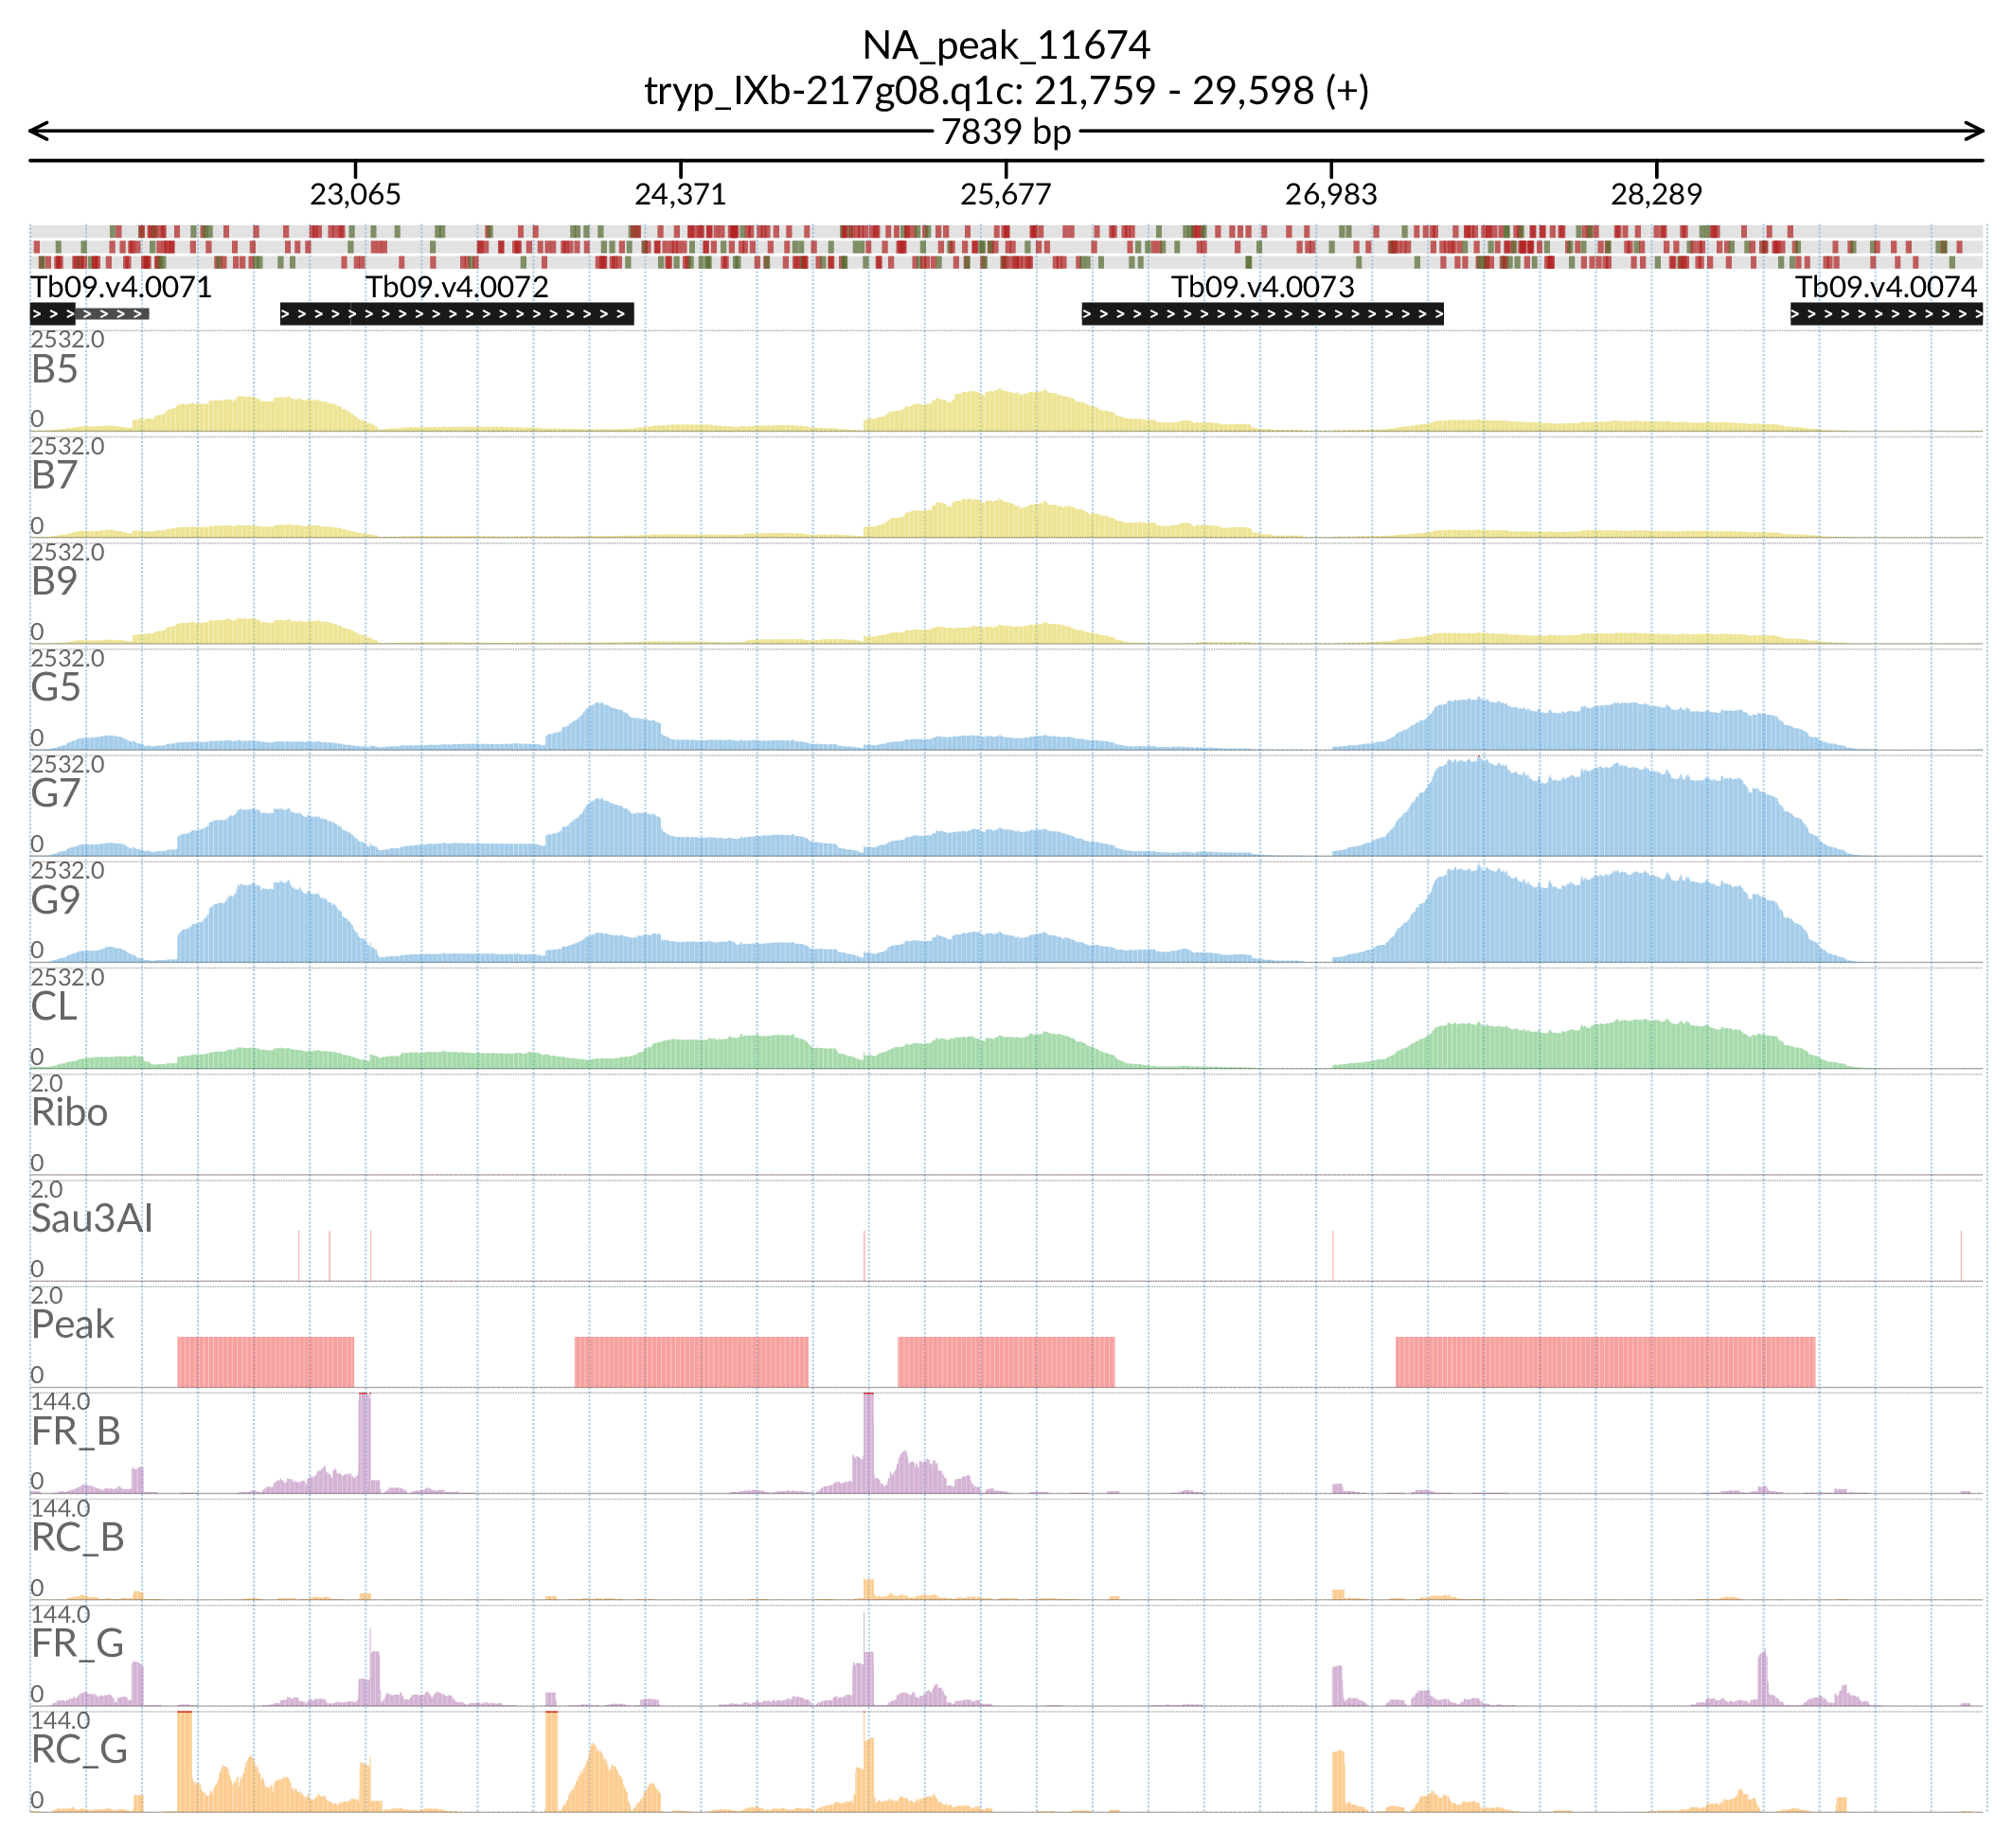 NA_peak_11674
tryp_IXb-217g08.q1c: 21,759 - 29,598 (+)
7839 bp
23,065 24,371 25,677 26,983 28,289
Tb09.v4.0071 Tb09.v4.0072 Tb09.v4.0073 Tb09.v4.0074
2532.0
B5
0
2532.0
B7
0
2532.0
B9
0
2532.0
G5
0
2532.0
G7
0
2532.0
G9
0
2532.0
CL
0
2.0
Ribo
0
2.0
Sau3AI
0
2.0
Peak
0
144.0
FR_B
0
144.0
RC_B
0
144.0
FR_G
0
144.0
RC_G
0